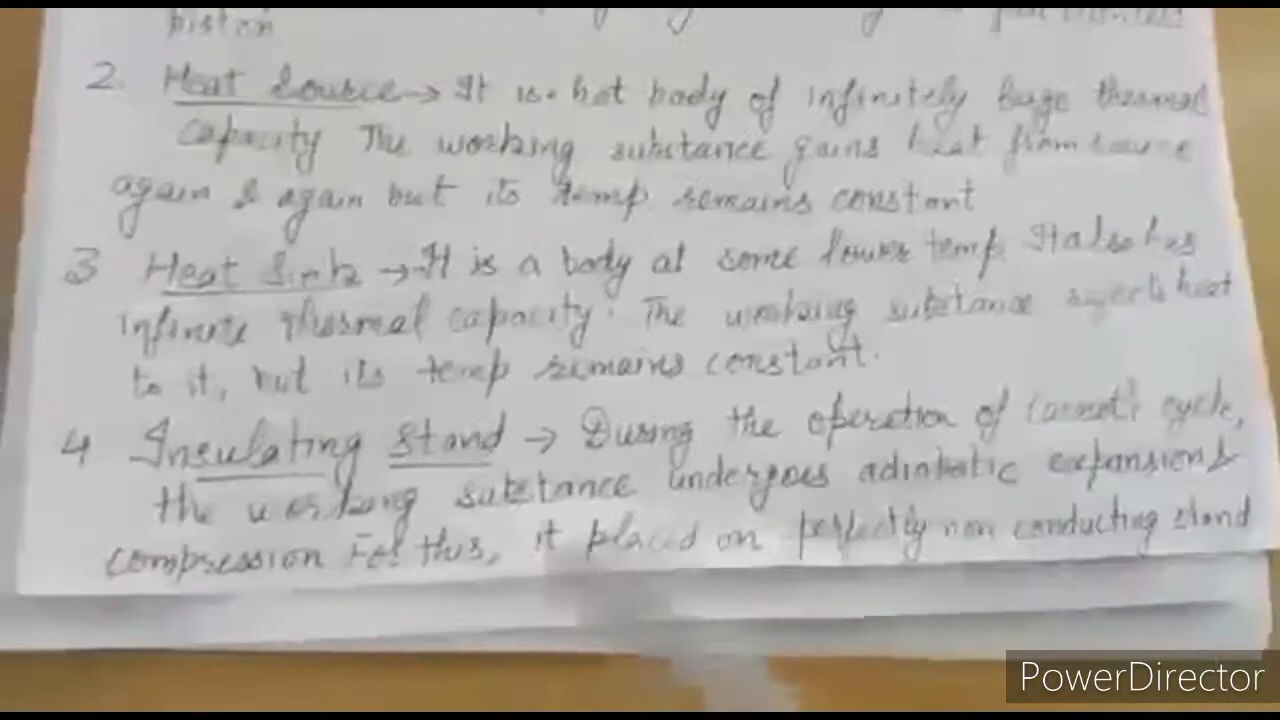 piston
2. Heat Source → It is hot body of infinitely large thermal
capacity The working substance gains heat from source
again & again but its temp remains constant
3 Heat Sink → It is a body at some lower temp. It also has
infinite thermal capacity. The working substance rejects heat
to it, but its temp remains constant.
4 Insulating Stand → During the operation of Carnot's cycle,
the working substance undergoes adiabatic expansion &
compression For this, it placed on perfectly non conducting stand
PowerDirector